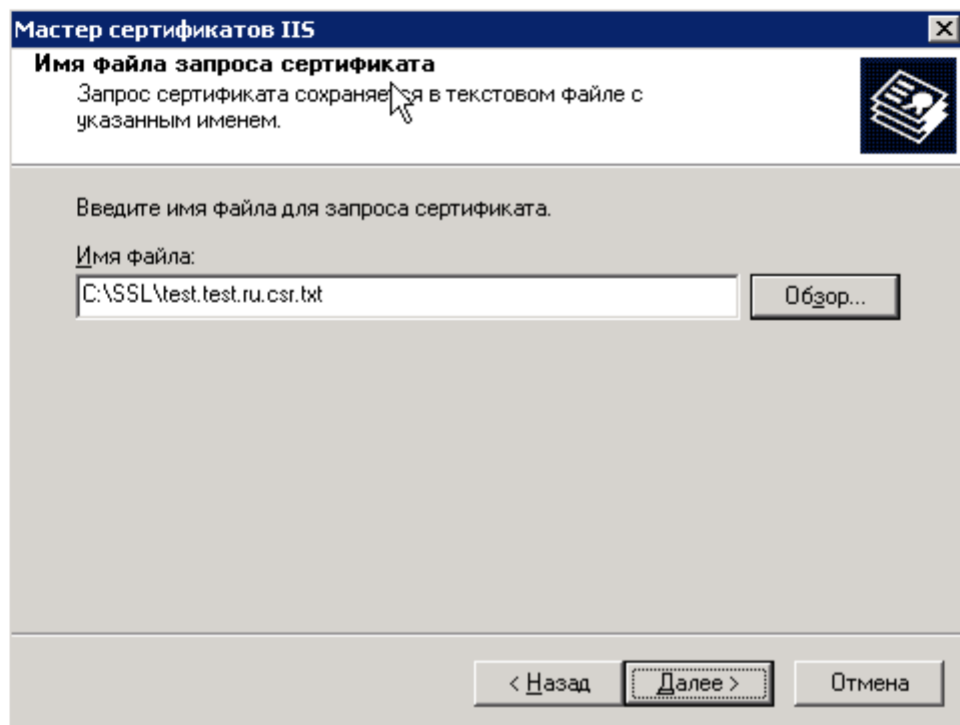 Мастер сертификатов IIS
Имя файла запроса сертификата
Запрос сертификата сохраняется в текстовом файле с
указанным именем.
Введите имя файла для запроса сертификата.
Имя файла:
C:\SSL\test.test.ru.csr.txt
Обзор...
< Назад
Далее >
Отмена